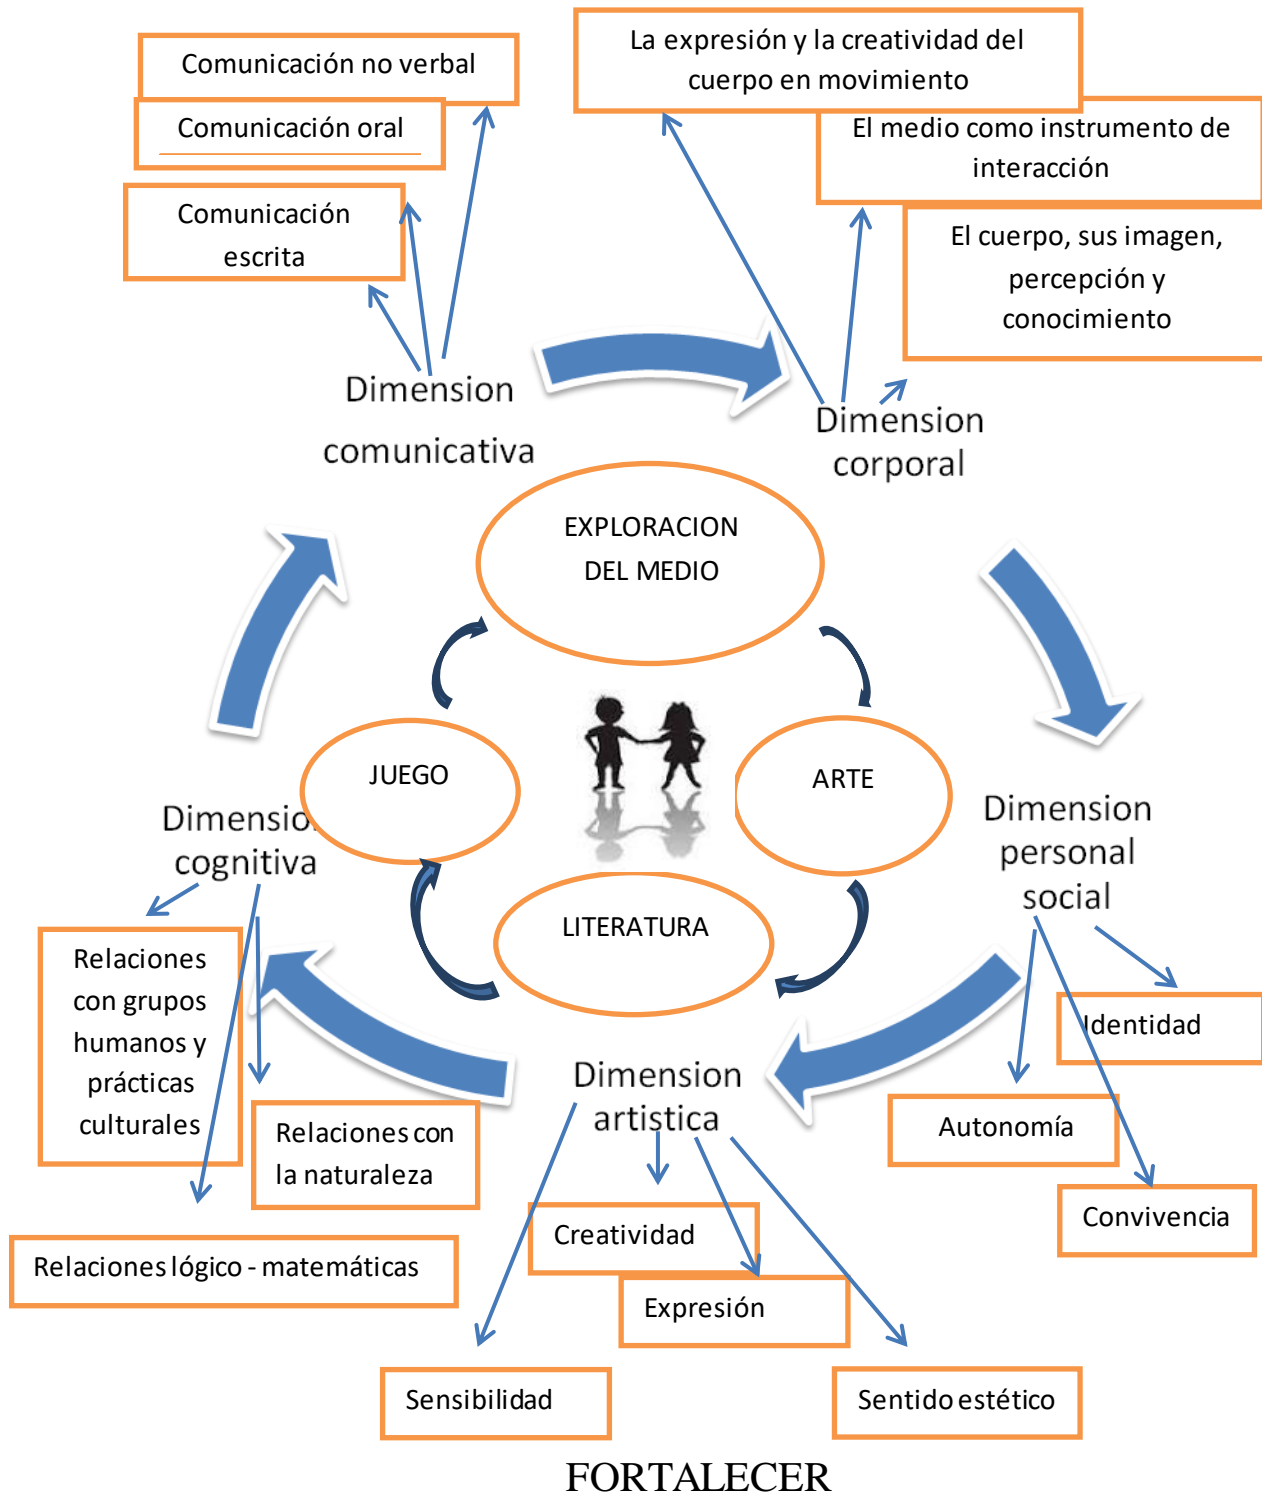 Comunicación no verbal
Comunicación oral
Comunicación
escrita
La expresión y la creatividad del
cuerpo en movimiento
El medio como instrumento de
interacción
El cuerpo, sus imagen,
percepción y
conocimiento
Dimension
comunicativa
Dimension
corporal
EXPLORACION
DEL MEDIO
JUEGO
ARTE
LITERATURA
Dimension
cognitiva
Dimension
personal
social
Relaciones
con grupos
humanos y
prácticas
culturales
Relaciones con
la naturaleza
Relaciones lógico - matemáticas
Dimension
artistica
Identidad
Autonomía
Convivencia
Creatividad
Expresión
Sensibilidad
Sentido estético
FORTALECER